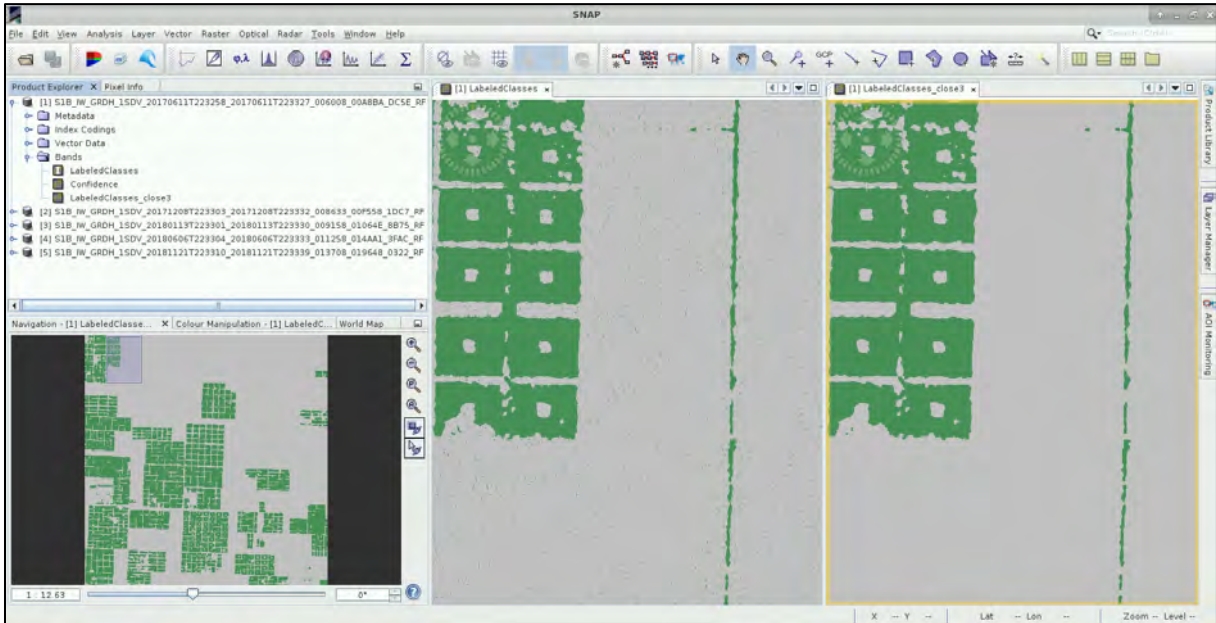 SNAP
File Edit View Analysis Layer Vector Raster Optical Radar Tools Window Help
Product Explorer X Pixel Info
[1] LabeledClasses x
[1] LabeledClasses_close3 x
[1] S1B_IW_GRDH_1SDV_20170611T223258_20170611T223327_006008_00A8BA_DC5E_RF
Metadata
Index Codings
Vector Data
Bands
LabeledClasses
Confidence
LabeledClasses_close3
[2] S1B_IW_GRDH_1SDV_20171208T223303_20171208T223332_008633_00F558_1DC7_RF
[3] S1B_IW_GRDH_1SDV_20180113T223301_20180113T223330_009158_01064E_8B75_RF
[4] S1B_IW_GRDH_1SDV_20180606T223304_20180606T223333_011258_014AA1_3FAC_RF
[5] S1B_IW_GRDH_1SDV_20181121T223310_20181121T223339_013708_019648_0322_RF
Navigation - [1] LabeledClasse... X Colour Manipulation - [1] LabeledC... World Map
1 : 12.63
0°
Product Library
Layer Manager
AOI Monitoring
GCP
X -- Y -- Lat -- Lon -- Zoom -- Level --